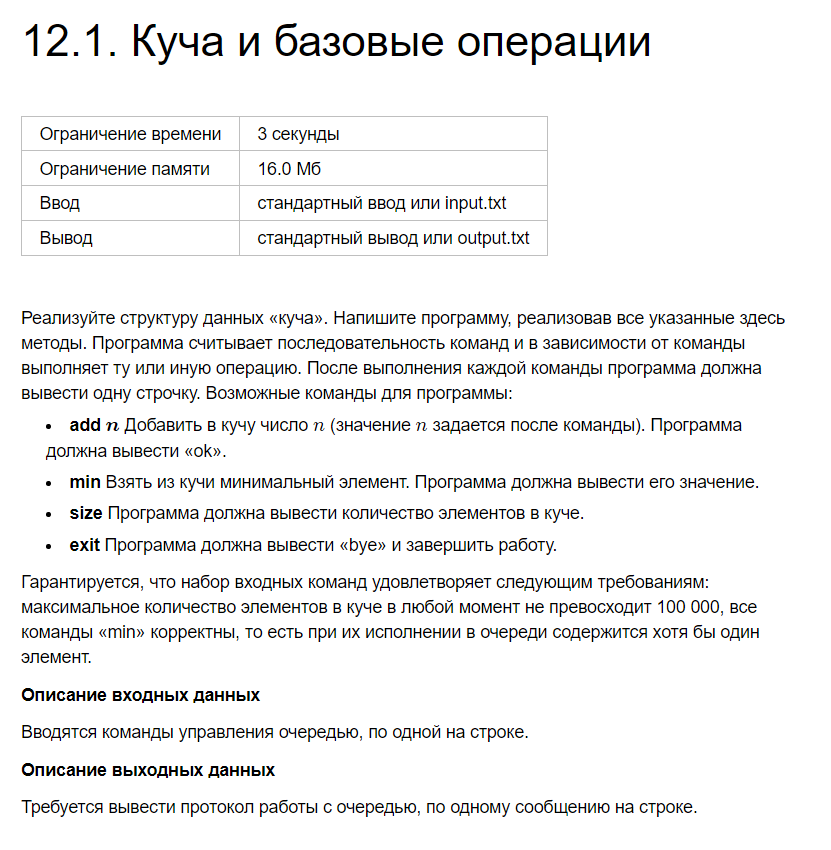 12.1. Куча и базовые операции
Ограничение времени 3 секунды
Ограничение памяти 16.0 Мб
Ввод стандартный ввод или input.txt
Вывод стандартный вывод или output.txt
Реализуйте структуру данных «куча». Напишите программу, реализовав все указанные здесь
методы. Программа считывает последовательность команд и в зависимости от команды
выполняет ту или иную операцию. После выполнения каждой команды программа должна
вывести одну строчку. Возможные команды для программы:
• add n Добавить в кучу число n (значение n задается после команды). Программа
должна вывести «ok».
• min Взять из кучи минимальный элемент. Программа должна вывести его значение.
• size Программа должна вывести количество элементов в куче.
• exit Программа должна вывести «bye» и завершить работу.
Гарантируется, что набор входных команд удовлетворяет следующим требованиям:
максимальное количество элементов в куче в любой момент не превосходит 100 000, все
команды «min» корректны, то есть при их исполнении в очереди содержится хотя бы один
элемент.
Описание входных данных
Вводятся команды управления очередью, по одной на строке.
Описание выходных данных
Требуется вывести протокол работы с очередью, по одному сообщению на строке.